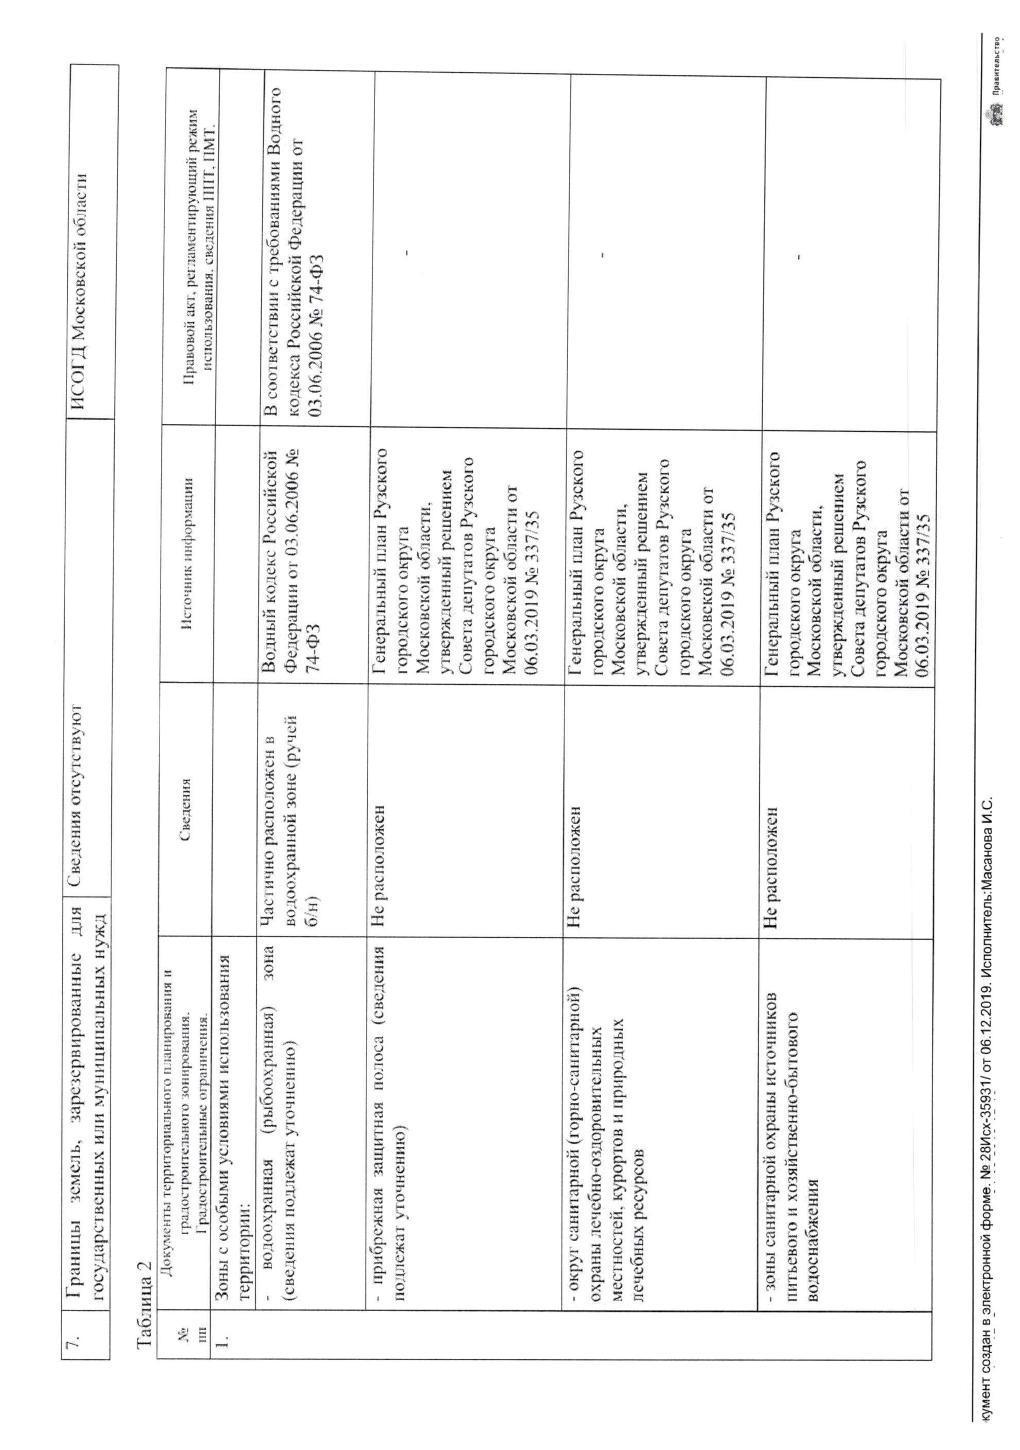 7.
Границы земель, зарезервированные для
государственных или муниципальных нужд
Сведения отсутствуют
ИСОГД Московской области
Таблица 2
№
пп
Документы территориального планирования и
градостроительного зонирования.
Градостроительные ограничения.
Сведения
Источник информации
Правовой акт, регламентирующий режим
использования, сведения ППТ, ПМТ.
1.
Зоны с особыми условиями использования
территории:
- водоохранная (рыбоохранная) зона
(сведения подлежат уточнению)
Частично расположен в
водоохранной зоне (ручей
б/н)
Водный кодекс Российской
Федерации от 03.06.2006 №
74-ФЗ
В соответствии с требованиями Водного
кодекса Российской Федерации от
03.06.2006 № 74-ФЗ
- прибрежная защитная полоса (сведения
подлежат уточнению)
Не расположен
Генеральный план Рузского
городского округа
Московской области,
утвержденный решением
Совета депутатов Рузского
городского округа
Московской области от
06.03.2019 № 337/35
-
- округ санитарной (горно-санитарной)
охраны лечебно-оздоровительных
местностей, курортов и природных
лечебных ресурсов
Не расположен
Генеральный план Рузского
городского округа
Московской области,
утвержденный решением
Совета депутатов Рузского
городского округа
Московской области от
06.03.2019 № 337/35
-
- зоны санитарной охраны источников
питьевого и хозяйственно-бытового
водоснабжения
Не расположен
Генеральный план Рузского
городского округа
Московской области,
утвержденный решением
Совета депутатов Рузского
городского округа
Московской области от
06.03.2019 № 337/35
-
кумент создан в электронной форме. № 28Исх-35931/ от 06.12.2019. Исполнитель:Масанова И.С.
Правительство